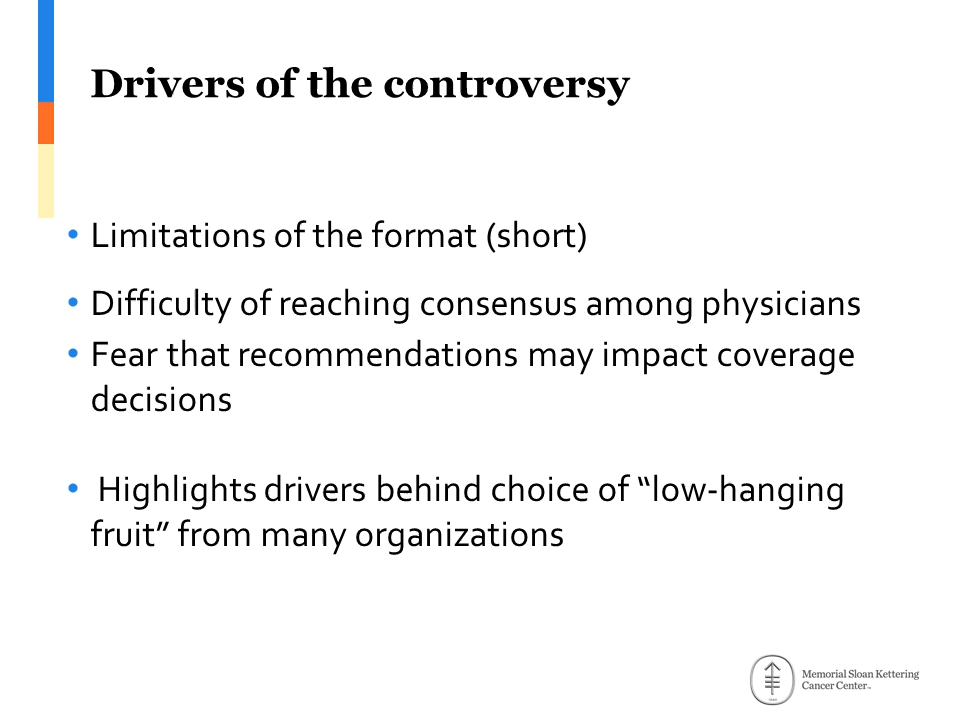 Drivers of the controversy
• Limitations of the format (short)
• Difficulty of reaching consensus among physicians
• Fear that recommendations may impact coverage
decisions
• Highlights drivers behind choice of “low-hanging
fruit” from many organizations
Memorial Sloan Kettering
Cancer Center™